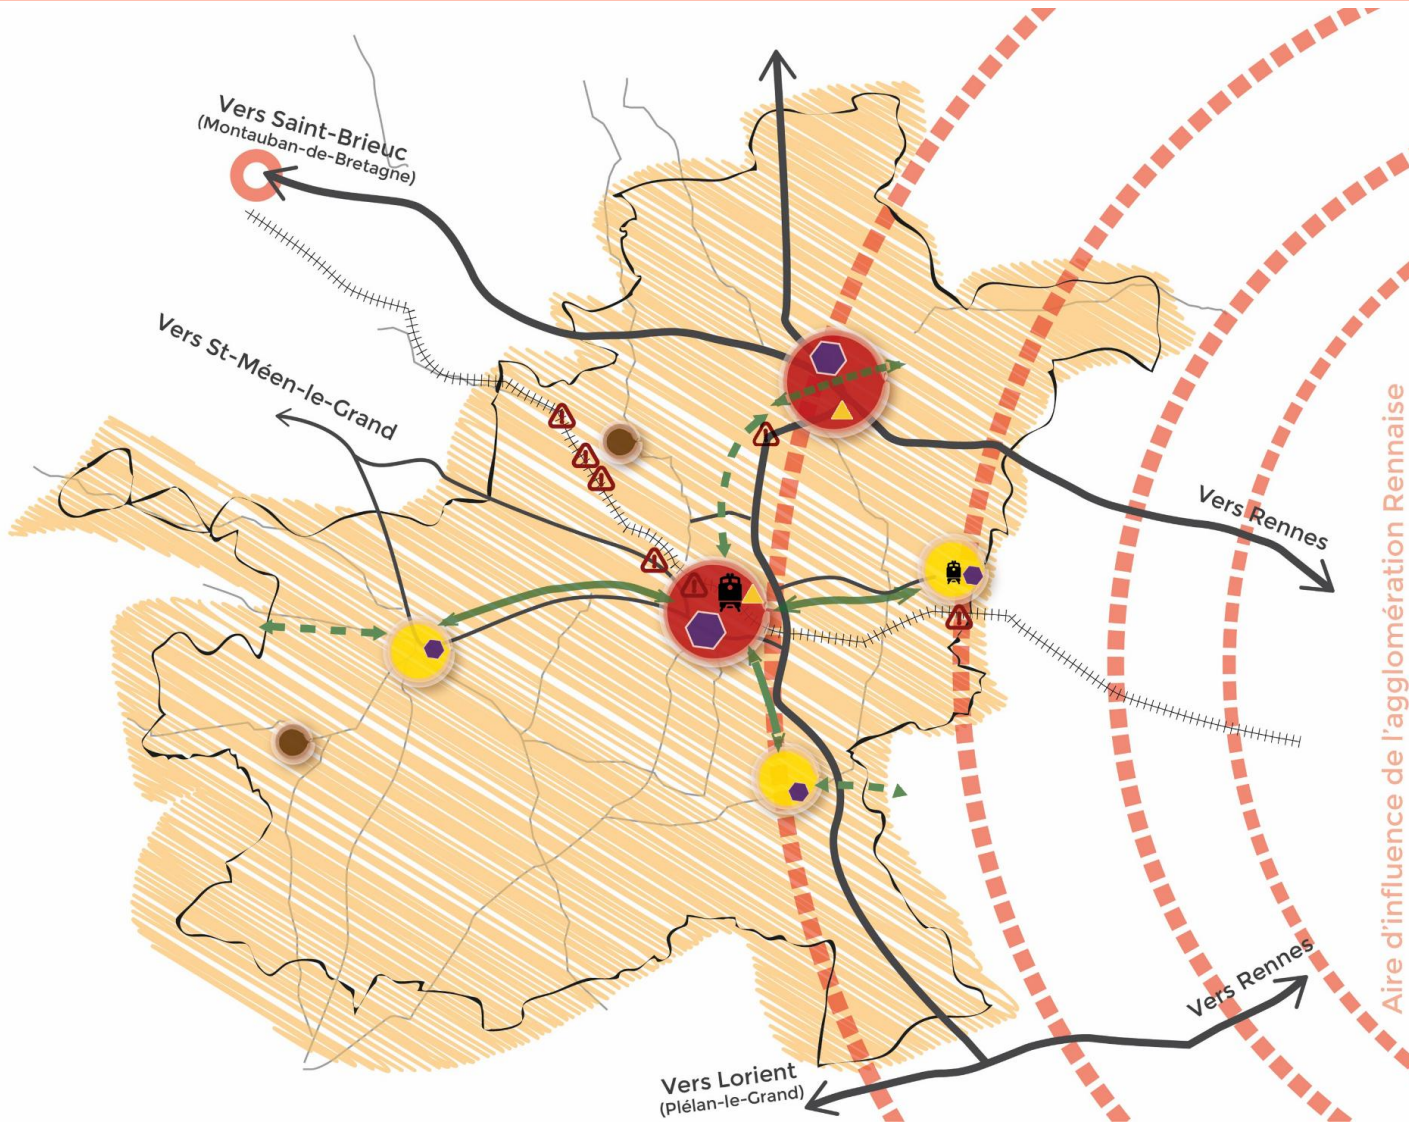 Vers Saint-Brieuc
(Montauban-de-Bretagne)
Vers St-Méen-le-Grand
Vers Rennes
Aire d'influence de l'agglomération Rennaise
Vers Rennes
Vers Lorient
(Plélan-le-Grand)